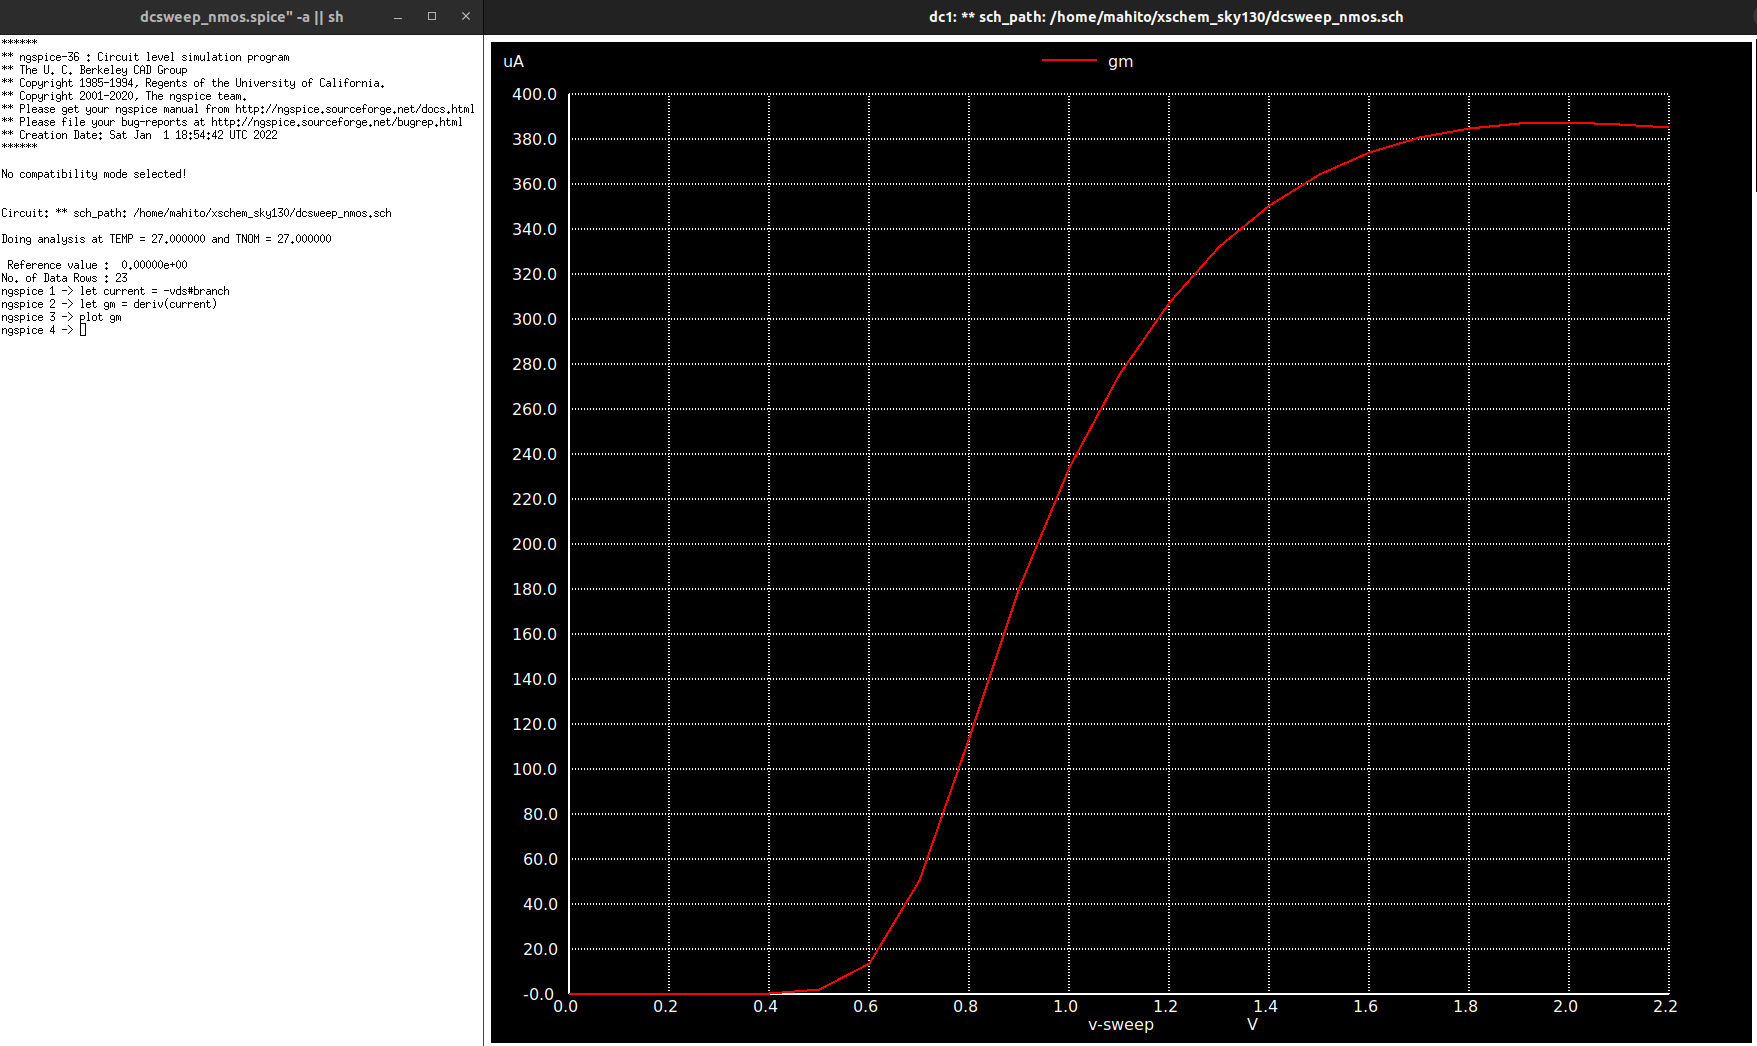 dcsweep_nmos.spice" -a || sh
******
** ngspice-36 : Circuit level simulation program
** The U. C. Berkeley CAD Group
** Copyright 1985-1994, Regents of the University of California.
** Copyright 2001-2020, The ngspice team.
** Please get your ngspice manual from http://ngspice.sourceforge.net/docs.html
** Please file your bug-reports at http://ngspice.sourceforge.net/bugrep.html
** Creation Date: Sat Jan  1 18:54:42 UTC 2022
******
No compatibility mode selected!
Circuit: ** sch_path: /home/mahito/xschem_sky130/dcsweep_nmos.sch
Doing analysis at TEMP = 27.000000 and TNOM = 27.000000
Reference value :  0.00000e+00
No. of Data Rows : 23
ngspice 1 -> let current = -vds#branch
ngspice 2 -> let gm = deriv(current)
ngspice 3 -> plot gm
ngspice 4 ->
dc1: ** sch_path: /home/mahito/xschem_sky130/dcsweep_nmos.sch
uA
gm
400.0
380.0
360.0
340.0
320.0
300.0
280.0
260.0
240.0
220.0
200.0
180.0
160.0
140.0
120.0
100.0
80.0
60.0
40.0
20.0
-0.0
0.0 0.2 0.4 0.6 0.8 1.0 1.2 1.4 1.6 1.8 2.0 2.2
v-sweep V